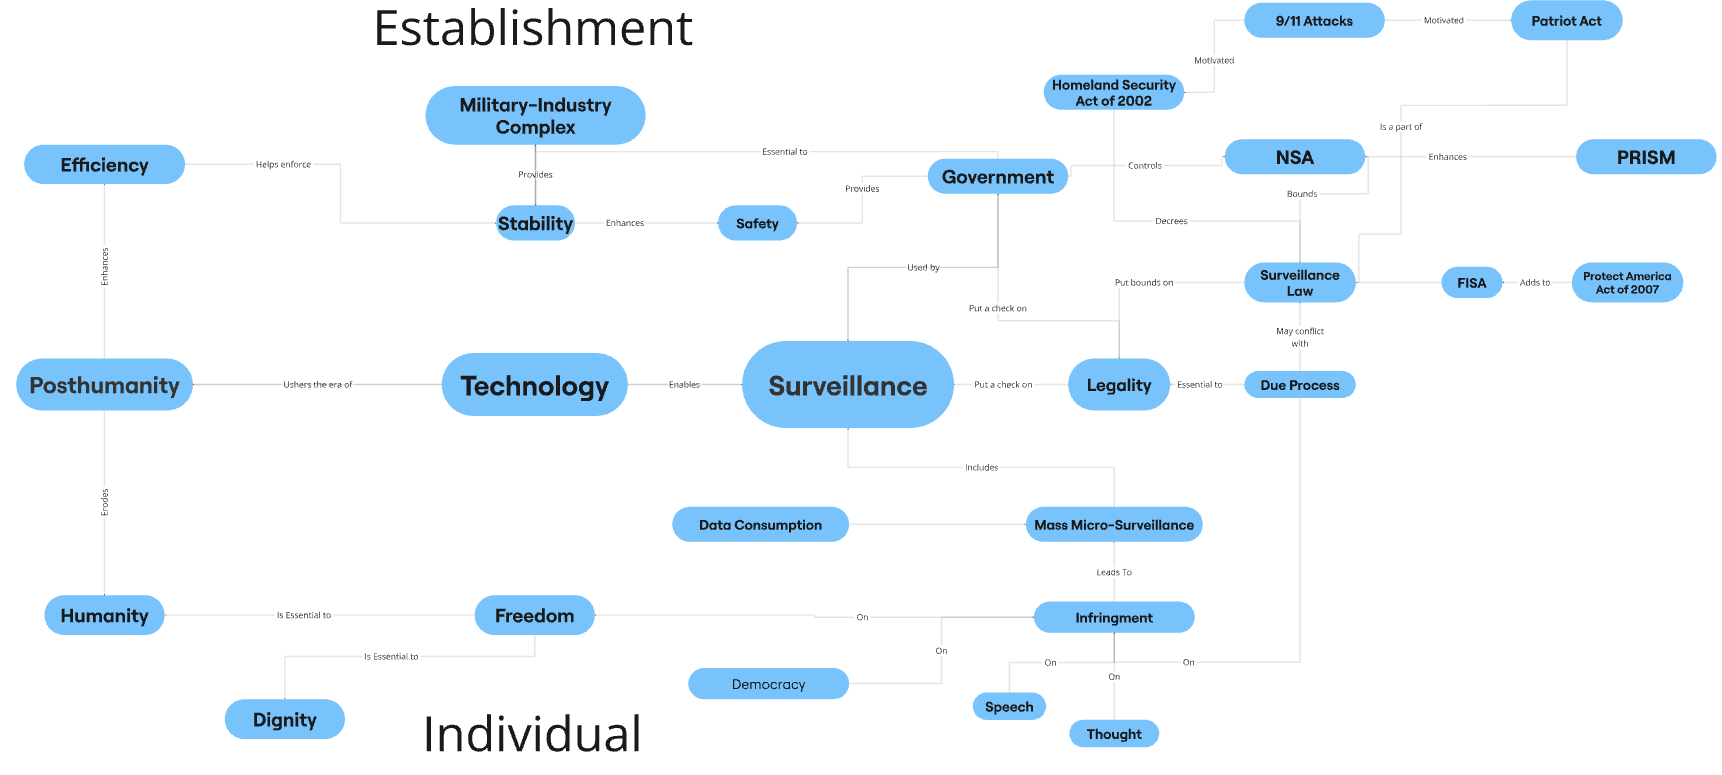 Establishment
9/11 Attacks
Motivated
Patriot Act
Motivated
Homeland Security
Act of 2002
Military-Industry
Complex
Is a part of
Essential to
Efficiency
Helps enforce
Provides
Government
Controls
NSA
Enhances
PRISM
Provides
Bounds
Stability
Enhances
Safety
Decrees
Enhances
Used by
Put a check on
Put bounds on
Surveillance
Law
FISA
Adds to
Protect America
Act of 2007
May conflict
with
Posthumanity
Ushers the era of
Technology
Enables
Surveillance
Put a check on
Legality
Essential to
Due Process
Includes
Erodes
Data Consumption
Mass Micro-Surveillance
Leads To
Humanity
Is Essential to
Freedom
On
Infringment
Is Essential to
On
On
On
On
Democracy
Dignity
Speech
Thought
Individual